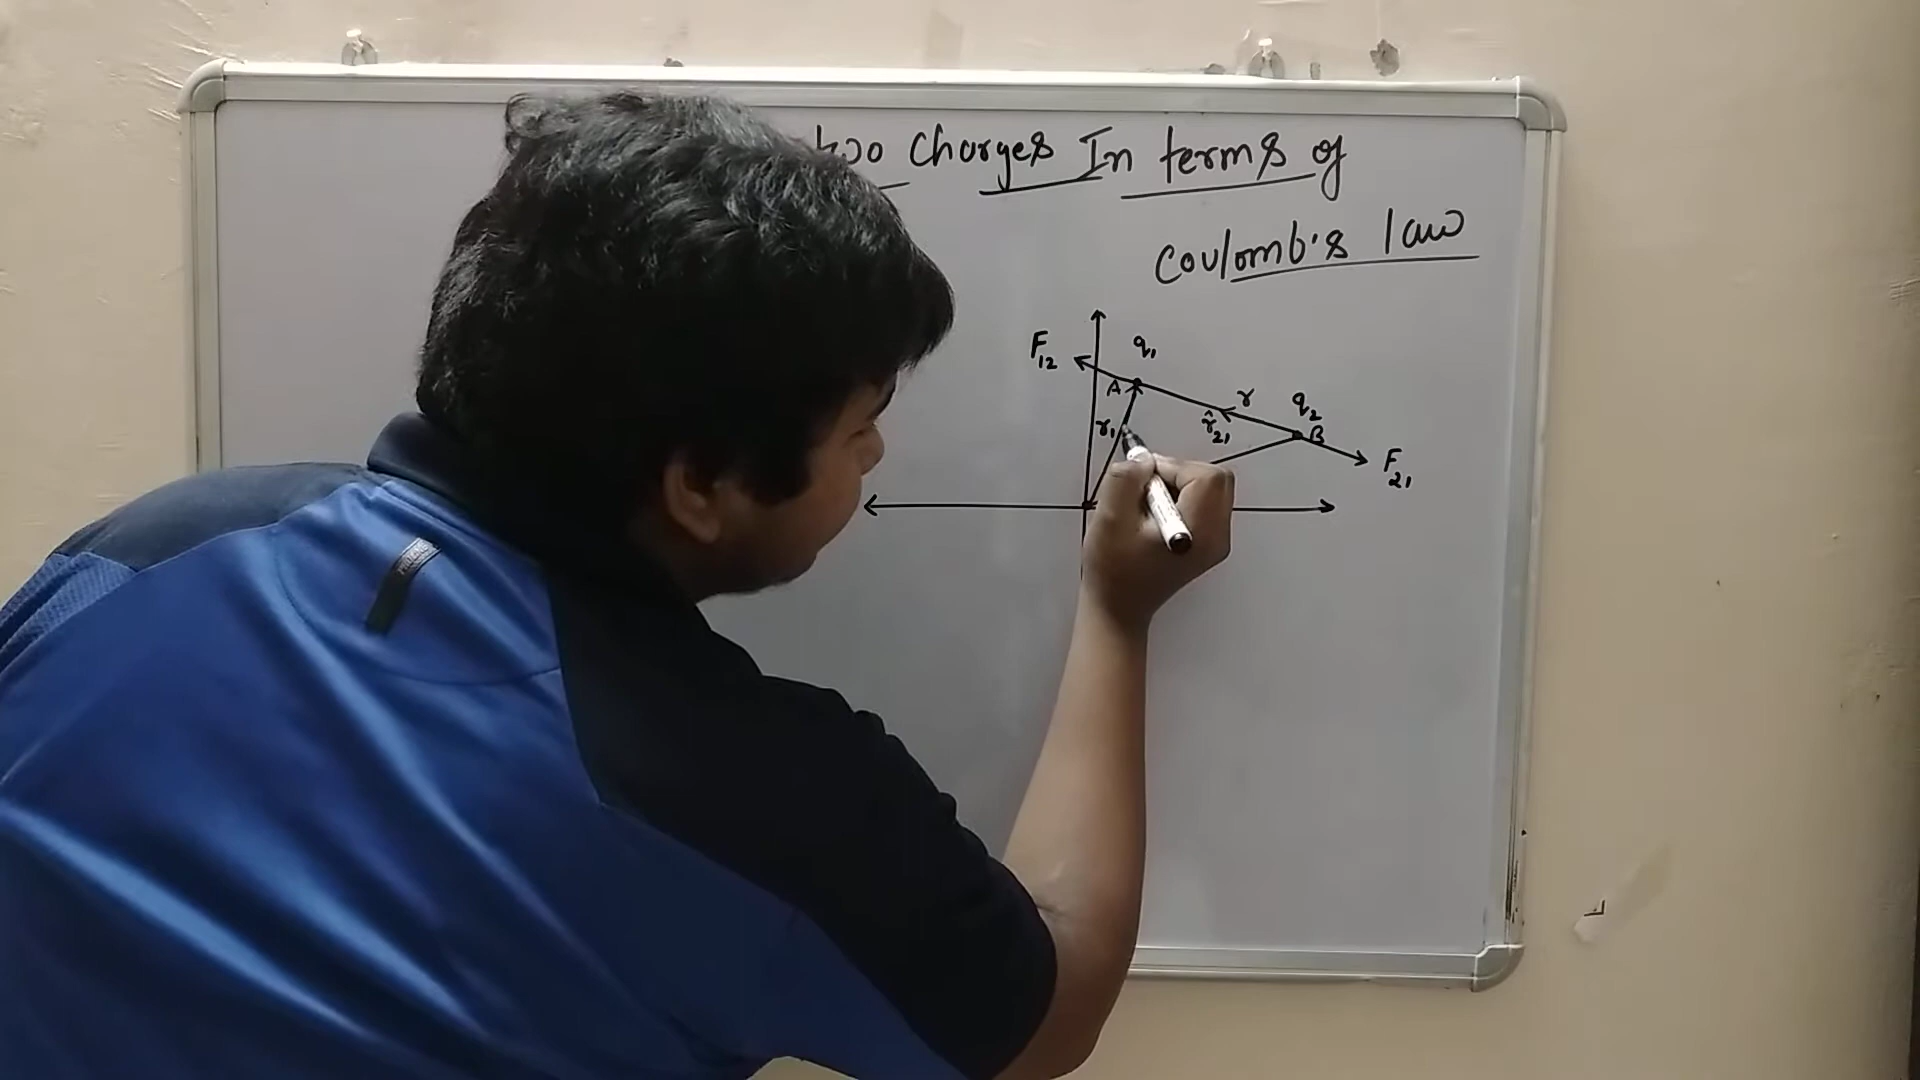 two Charges In terms of
Coulomb's law
F12
q1
A
r
q2
r1
r̂21
B
F21